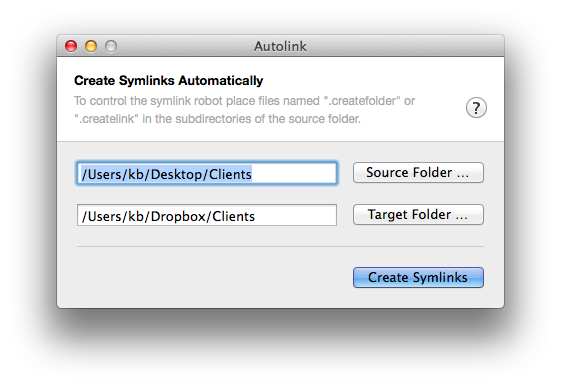 Autolink
Create Symlinks Automatically
To control the symlink robot place files named ".createfolder" or
".createlink" in the subdirectories of the source folder.
?
/Users/kb/Desktop/Clients
Source Folder ...
/Users/kb/Dropbox/Clients
Target Folder ...
Create Symlinks